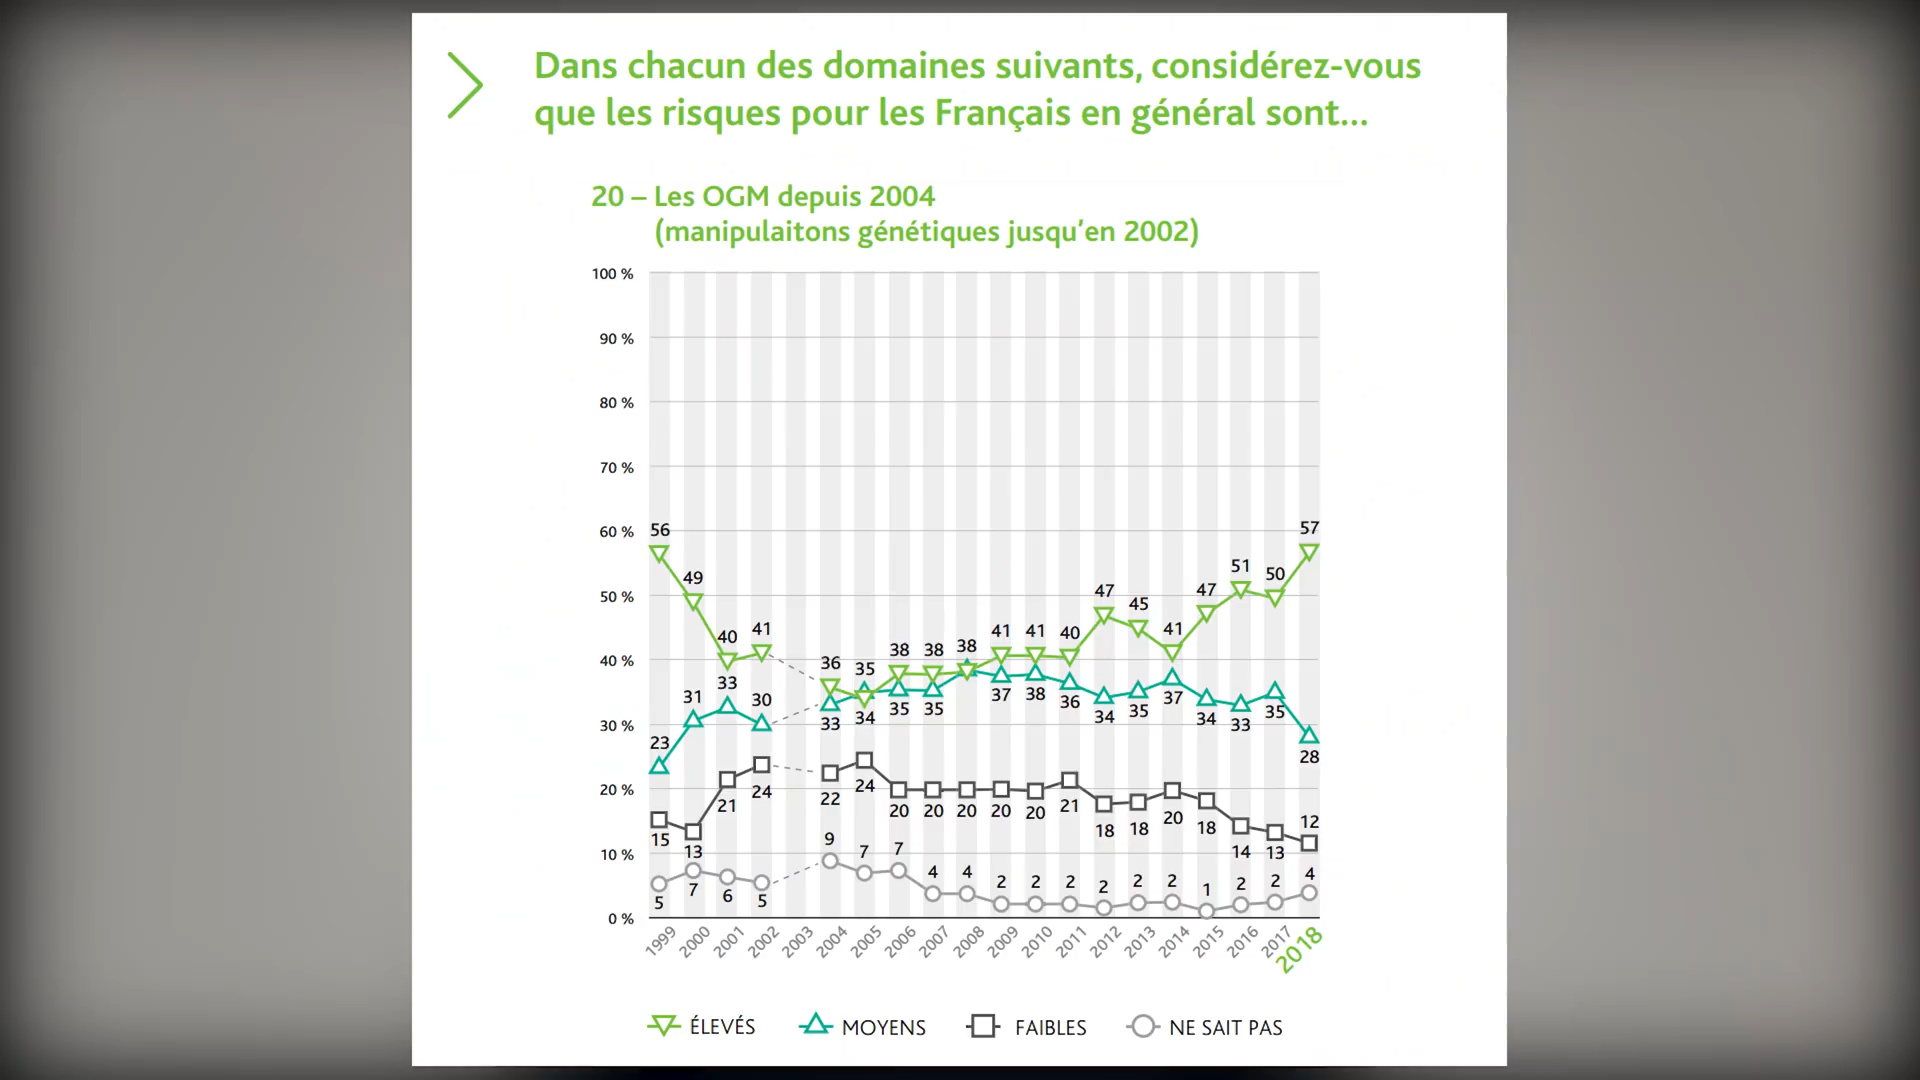 Dans chacun des domaines suivants, considérez-vous
que les risques pour les Français en général sont...
20 – Les OGM depuis 2004
(manipulaitons génétiques jusqu'en 2002)
100 %
90 %
80 %
70 %
60 %
50 %
40 %
30 %
20 %
10 %
0 %
56 49 40 41 36 34 38 38 38 41 41 40 47 45 41 47 51 50 57
23 31 33 30 33 35 35 35 37 38 36 34 35 37 34 33 35 28
15 13 21 24 22 24 20 20 20 20 20 21 18 18 20 18 14 13 12
5 7 6 5 9 7 7 4 4 2 2 2 2 2 2 1 2 2 4
1999 2000 2001 2002 2003 2004 2005 2006 2007 2008 2009 2010 2011 2012 2013 2014 2015 2016 2017 2018
ÉLEVÉS MOYENS FAIBLES NE SAIT PAS